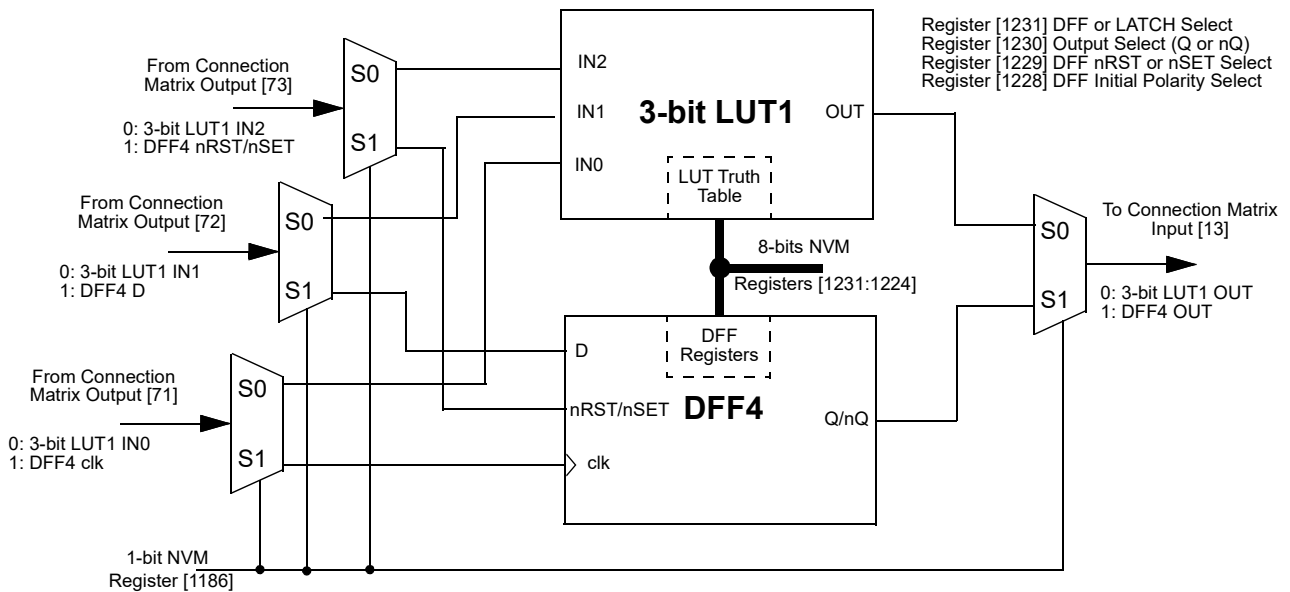 Register [1231] DFF or LATCH Select
Register [1230] Output Select (Q or nQ)
Register [1229] DFF nRST or nSET Select
Register [1228] DFF Initial Polarity Select
From Connection
Matrix Output [73]
0: 3-bit LUT1 IN2
1: DFF4 nRST/nSET
S0
S1
IN2
IN1
IN0
3-bit LUT1
OUT
LUT Truth
Table
From Connection
Matrix Output [72]
0: 3-bit LUT1 IN1
1: DFF4 D
S0
S1
8-bits NVM
Registers [1231:1224]
To Connection Matrix
Input [13]
S0
S1
0: 3-bit LUT1 OUT
1: DFF4 OUT
From Connection
Matrix Output [71]
0: 3-bit LUT1 IN0
1: DFF4 clk
S0
S1
DFF
Registers
D
nRST/nSET
DFF4
Q/nQ
clk
1-bit NVM
Register [1186]